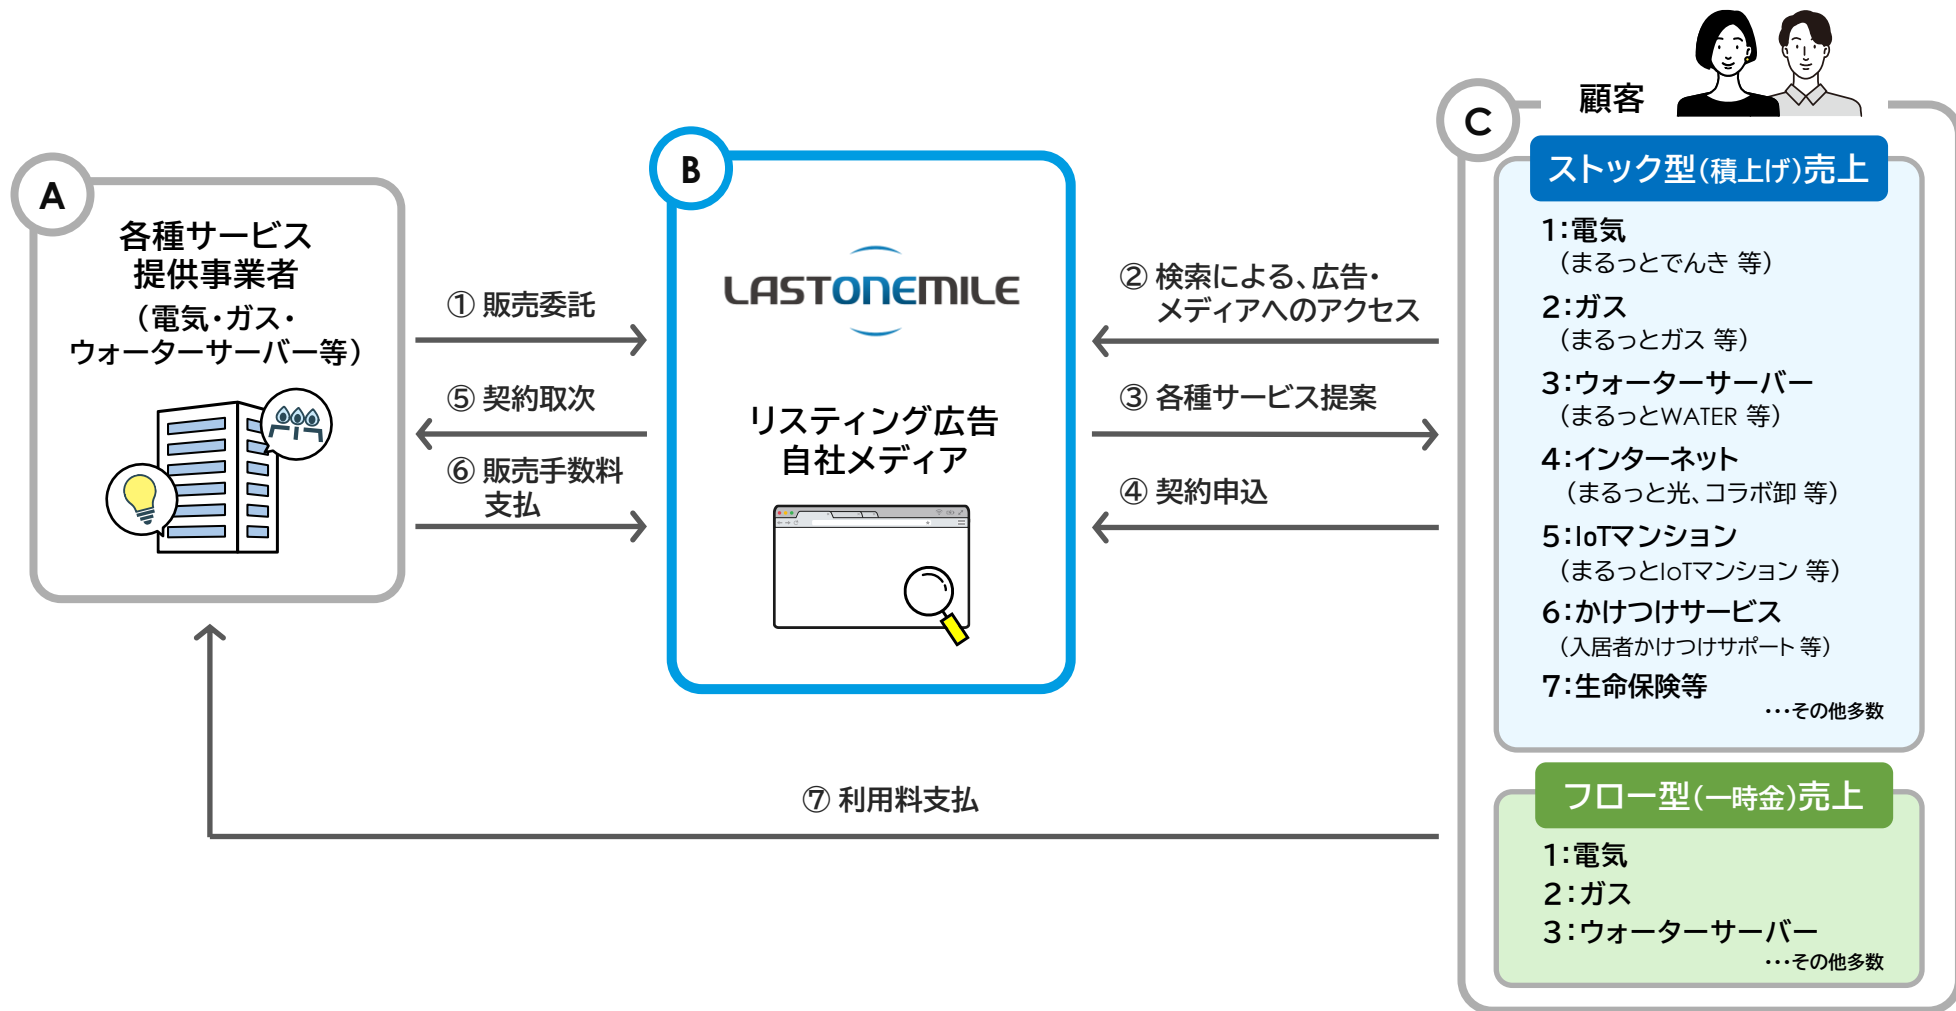 A
各種サービス
提供事業者
（電気・ガス・
ウォーターサーバー等）
① 販売委託
⑤ 契約取次
⑥ 販売手数料
支払
B
LASTONEMILE
リスティング広告
自社メディア
② 検索による、広告・
メディアへのアクセス
③ 各種サービス提案
④ 契約申込
⑦ 利用料支払
C
顧客
ストック型（積上げ）売上
1：電気
（まるっとでんき 等）
2：ガス
（まるっとガス 等）
3：ウォーターサーバー
（まるっとWATER 等）
4：インターネット
（まるっと光、コラボ卸 等）
5：IoTマンション
（まるっとIoTマンション 等）
6：かけつけサービス
（入居者かけつけサポート 等）
7：生命保険等
・・・その他多数
フロー型（一時金）売上
1：電気
2：ガス
3：ウォーターサーバー
・・・その他多数